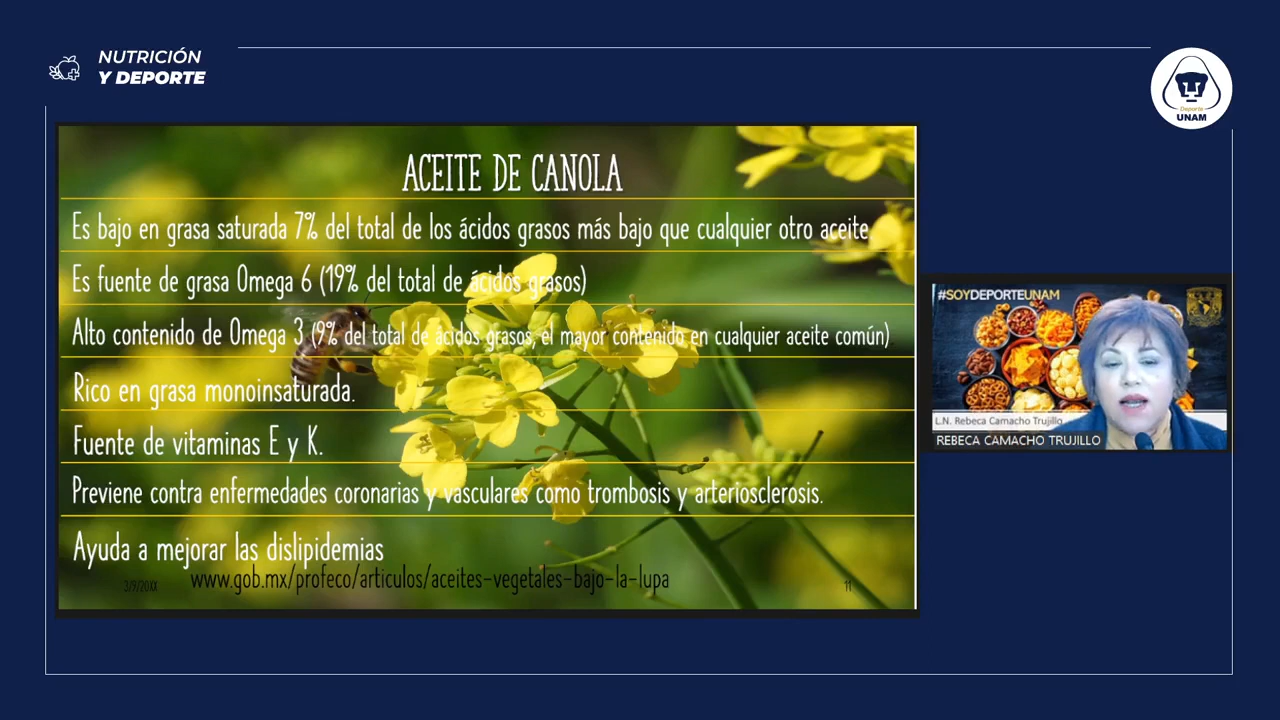 NUTRICIÓN
Y DEPORTE
Deporte
UNAM
ACEITE DE CANOLA
Es bajo en grasa saturada 7% del total de los ácidos grasos más bajo que cualquier otro aceite.
Es fuente de grasa Omega 6 (19% del total de ácidos grasos)
Alto contenido de Omega 3 (9% del total de ácidos grasos, el mayor contenido en cualquier aceite común)
Rico en grasa monoinsaturada.
Fuente de vitaminas E y K.
Previene contra enfermedades coronarias y vasculares como trombosis y arteriosclerosis.
Ayuda a mejorar las dislipidemias
3/9/20XX
www.gob.mx/profeco/articulos/aceites-vegetales-bajo-la-lupa
11
#SOYDEPORTEUNAM
L.N. Rebeca Camacho Trujillo
REBECA CAMACHO TRUJILLO